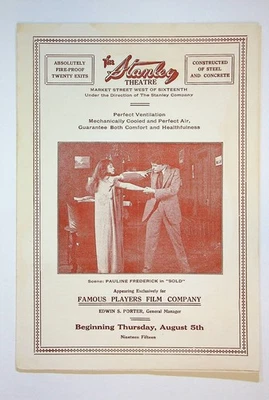 ABSOLUTELY
FIRE-PROOF
TWENTY EXITS
The Stanley
THEATRE
CONSTRUCTED
OF STEEL
AND CONCRETE
MARKET STREET WEST OF SIXTEENTH
Under the Direction of The Stanley Company
Perfect Ventilation
Mechanically Cooled and Perfect Air,
Guarantee Both Comfort and Healthfulness
Scene: PAULINE FREDERICK in "SOLD"
Appearing Exclusively for
FAMOUS PLAYERS FILM COMPANY
EDWIN S. PORTER, General Manager
Beginning Thursday, August 5th
Nineteen Fifteen